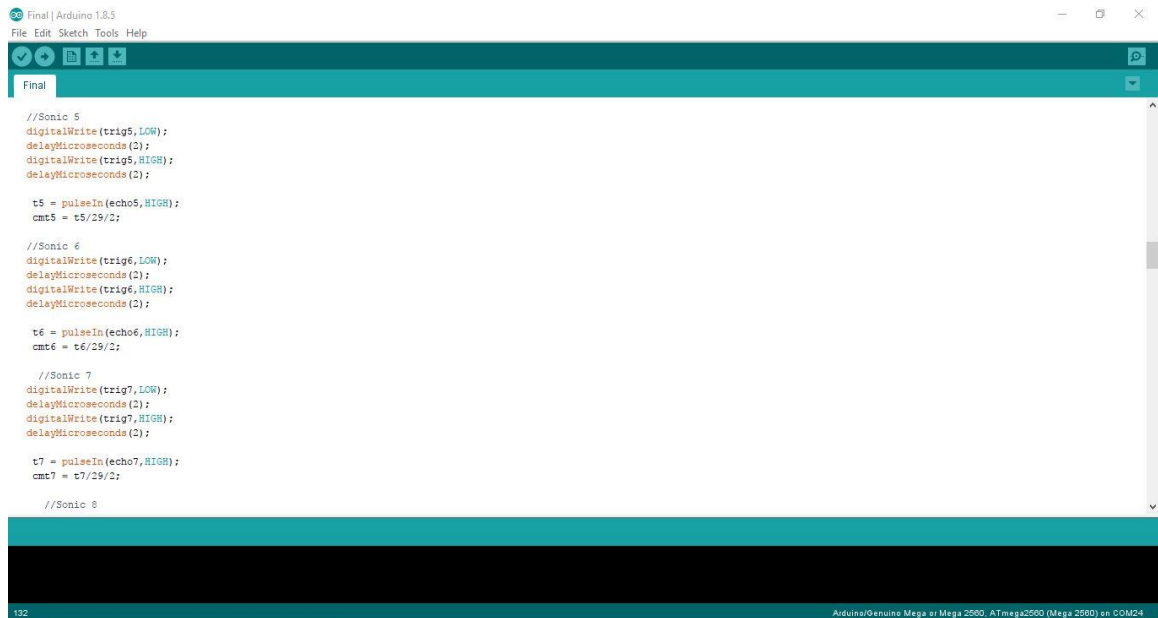 Final | Arduino 1.8.5
File Edit Sketch Tools Help
Final
//Sonic 5
digitalWrite(trig5,LOW);
delayMicroseconds(2);
digitalWrite(trig5,HIGH);
delayMicroseconds(2);
t5 = pulseIn(echo5,HIGH);
cmt5 = t5/29/2;
//Sonic 6
digitalWrite(trig6,LOW);
delayMicroseconds(2);
digitalWrite(trig6,HIGH);
delayMicroseconds(2);
t6 = pulseIn(echo6,HIGH);
cmt6 = t6/29/2;
//Sonic 7
digitalWrite(trig7,LOW);
delayMicroseconds(2);
digitalWrite(trig7,HIGH);
delayMicroseconds(2);
t7 = pulseIn(echo7,HIGH);
cmt7 = t7/29/2;
//Sonic 8
132 Arduino/Genuino Mega or Mega 2560, ATmega2560 (Mega 2560) on COM24